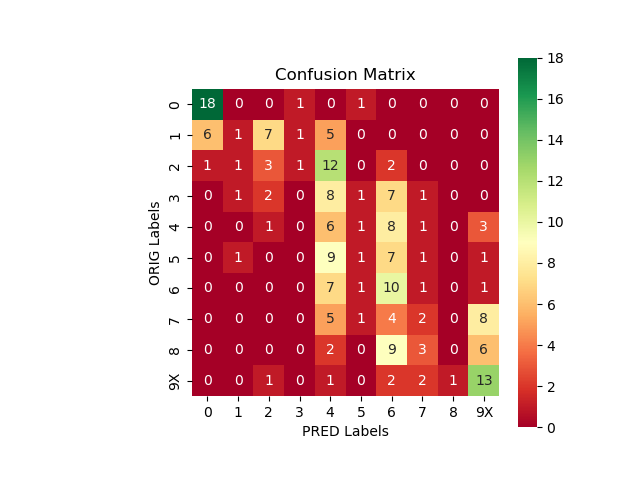 Confusion Matrix
ORIG Labels
0 18 0 0 1 0 1 0 0 0 0
1 6 1 7 1 5 0 0 0 0 0
2 1 1 3 1 12 0 2 0 0 0
3 0 1 2 0 8 1 7 1 0 0
4 0 0 1 0 6 1 8 1 0 3
5 0 1 0 0 9 1 7 1 0 1
6 0 0 0 0 7 1 10 1 0 1
7 0 0 0 0 5 1 4 2 0 8
8 0 0 0 0 2 0 9 3 0 6
9X 0 0 1 0 1 0 2 2 1 13
0 1 2 3 4 5 6 7 8 9X
PRED Labels
18
16
14
12
10
8
6
4
2
0